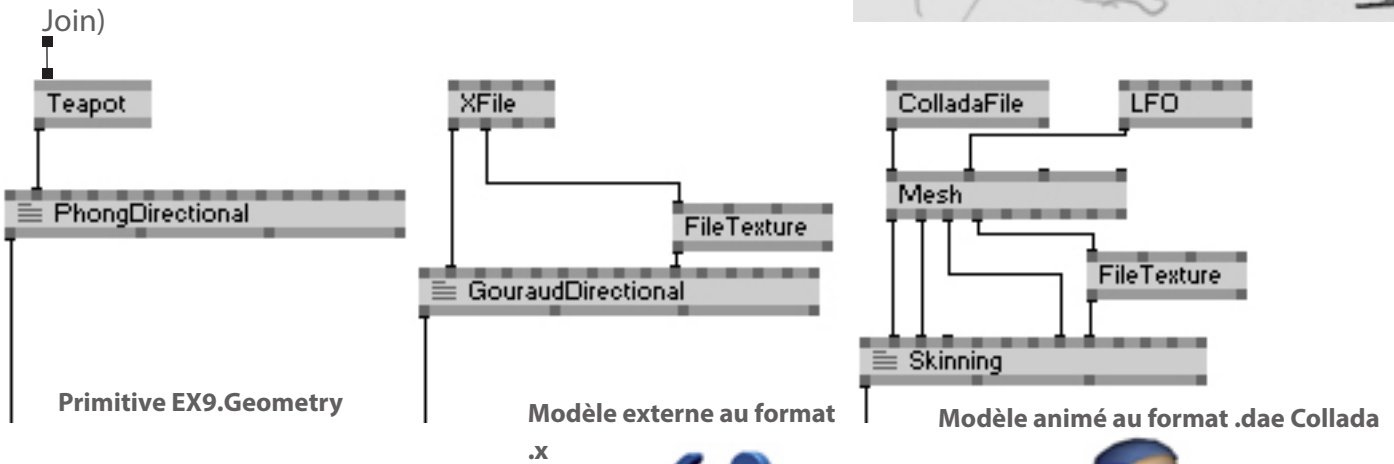 Join)
Teapot
PhongDirectional
Primitive EX9.Geometry
XFile
FileTexture
GouraudDirectional
Modèle externe au format
.x
ColladaFile
LFO
Mesh
FileTexture
Skinning
Modèle animé au format .dae Collada